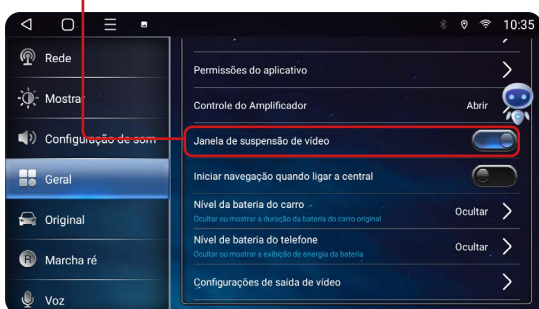 10:35
Rede
Mostrar
Configuração de som
Geral
Original
R Marcha ré
Voz
Permissões do aplicativo
Controle do Amplificador Abrir
Janela de suspensão de vídeo
Iniciar navegação quando ligar a central
Nível da bateria do carro
Ocultar ou mostrar a duração da bateria do carro original
Ocultar
Nível de bateria do telefone
Ocultar ou mostrar a exibição de energia da bateria
Ocultar
Configurações de saída de vídeo